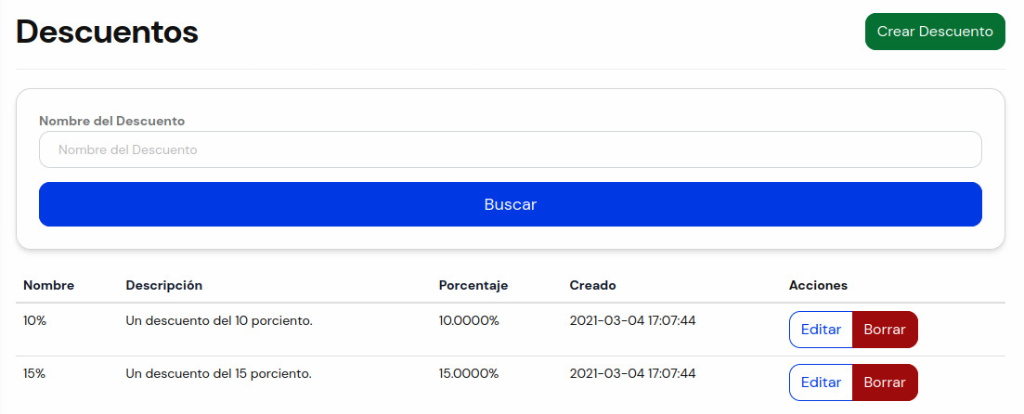 Descuentos
Crear Descuento
Nombre del Descuento
Nombre del Descuento
Buscar
Nombre Descripción Porcentaje Creado Acciones
10% Un descuento del 10 porciento. 10.0000% 2021-03-04 17:07:44 Editar Borrar
15% Un descuento del 15 porciento. 15.0000% 2021-03-04 17:07:44 Editar Borrar